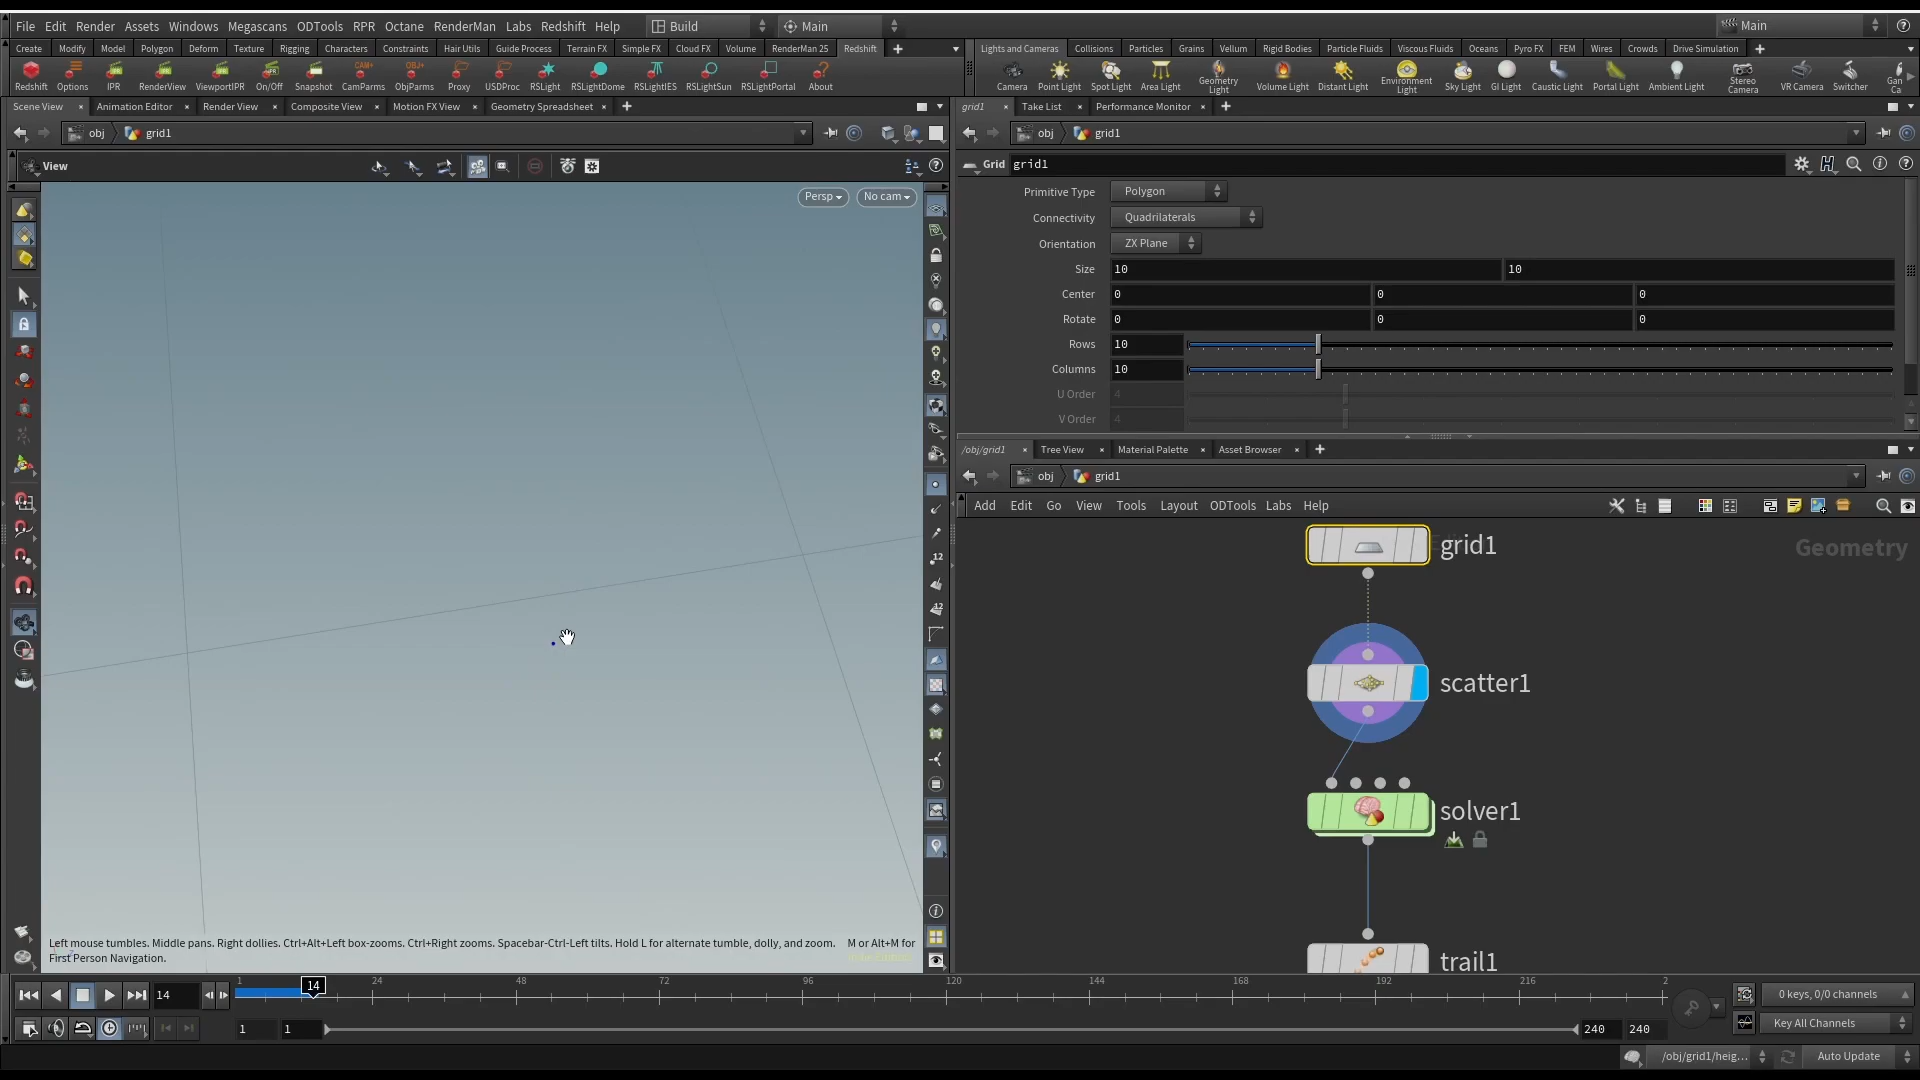 File Edit Render Assets Windows Megascans ODTools RPR Octane RenderMan Labs Redshift Help Build Main Main
Create Modify Model Polygon Deform Texture Rigging Characters Constraints Hair Utils Guide Process Terrain FX Simple FX Cloud FX Volume RenderMan 25 Redshift
Lights and Cameras Collisions Particles Grains Vellum Rigid Bodies Particle Fluids Viscous Fluids Oceans Pyro FX FEM Wires Crowds Drive Simulation
Redshift Options IPR RenderView ViewportIPR On/Off Snapshot CamParms ObjParms Proxy USDProc RSLight RSLightDome RSLightIES RSLightSun RSLightPortal About
Camera Point Light Spot Light Area Light Geometry Light Volume Light Distant Light Environment Light Sky Light GI Light Caustic Light Portal Light Ambient Light Stereo Camera VR Camera Switcher Gan Ca
Scene View Animation Editor Render View Composite View Motion FX View Geometry Spreadsheet
grid1 Take List Performance Monitor
obj grid1
obj grid1
View
Grid grid1
Persp No cam
Primitive Type Polygon
Connectivity Quadrilaterals
Orientation ZX Plane
Size 10 10
Center 0 0 0
Rotate 0 0 0
Rows 10
Columns 10
U Order 4
V Order 4
/obj/grid1 Tree View Material Palette Asset Browser
obj grid1
Add Edit Go View Tools Layout ODTools Labs Help
Geometry
grid1
scatter1
solver1
trail1
12
12
Left mouse tumbles. Middle pans. Right dollies. Ctrl+Alt+Left box-zooms. Ctrl+Right zooms. Spacebar-Ctrl-Left tilts. Hold L for alternate tumble, dolly, and zoom. M or Alt+M for
First Person Navigation.
14
1 14 24 48 72 96 120 144 168 192 216 2
0 keys, 0/0 channels
1 1 240 240
Key All Channels
/obj/grid1/heig... Auto Update